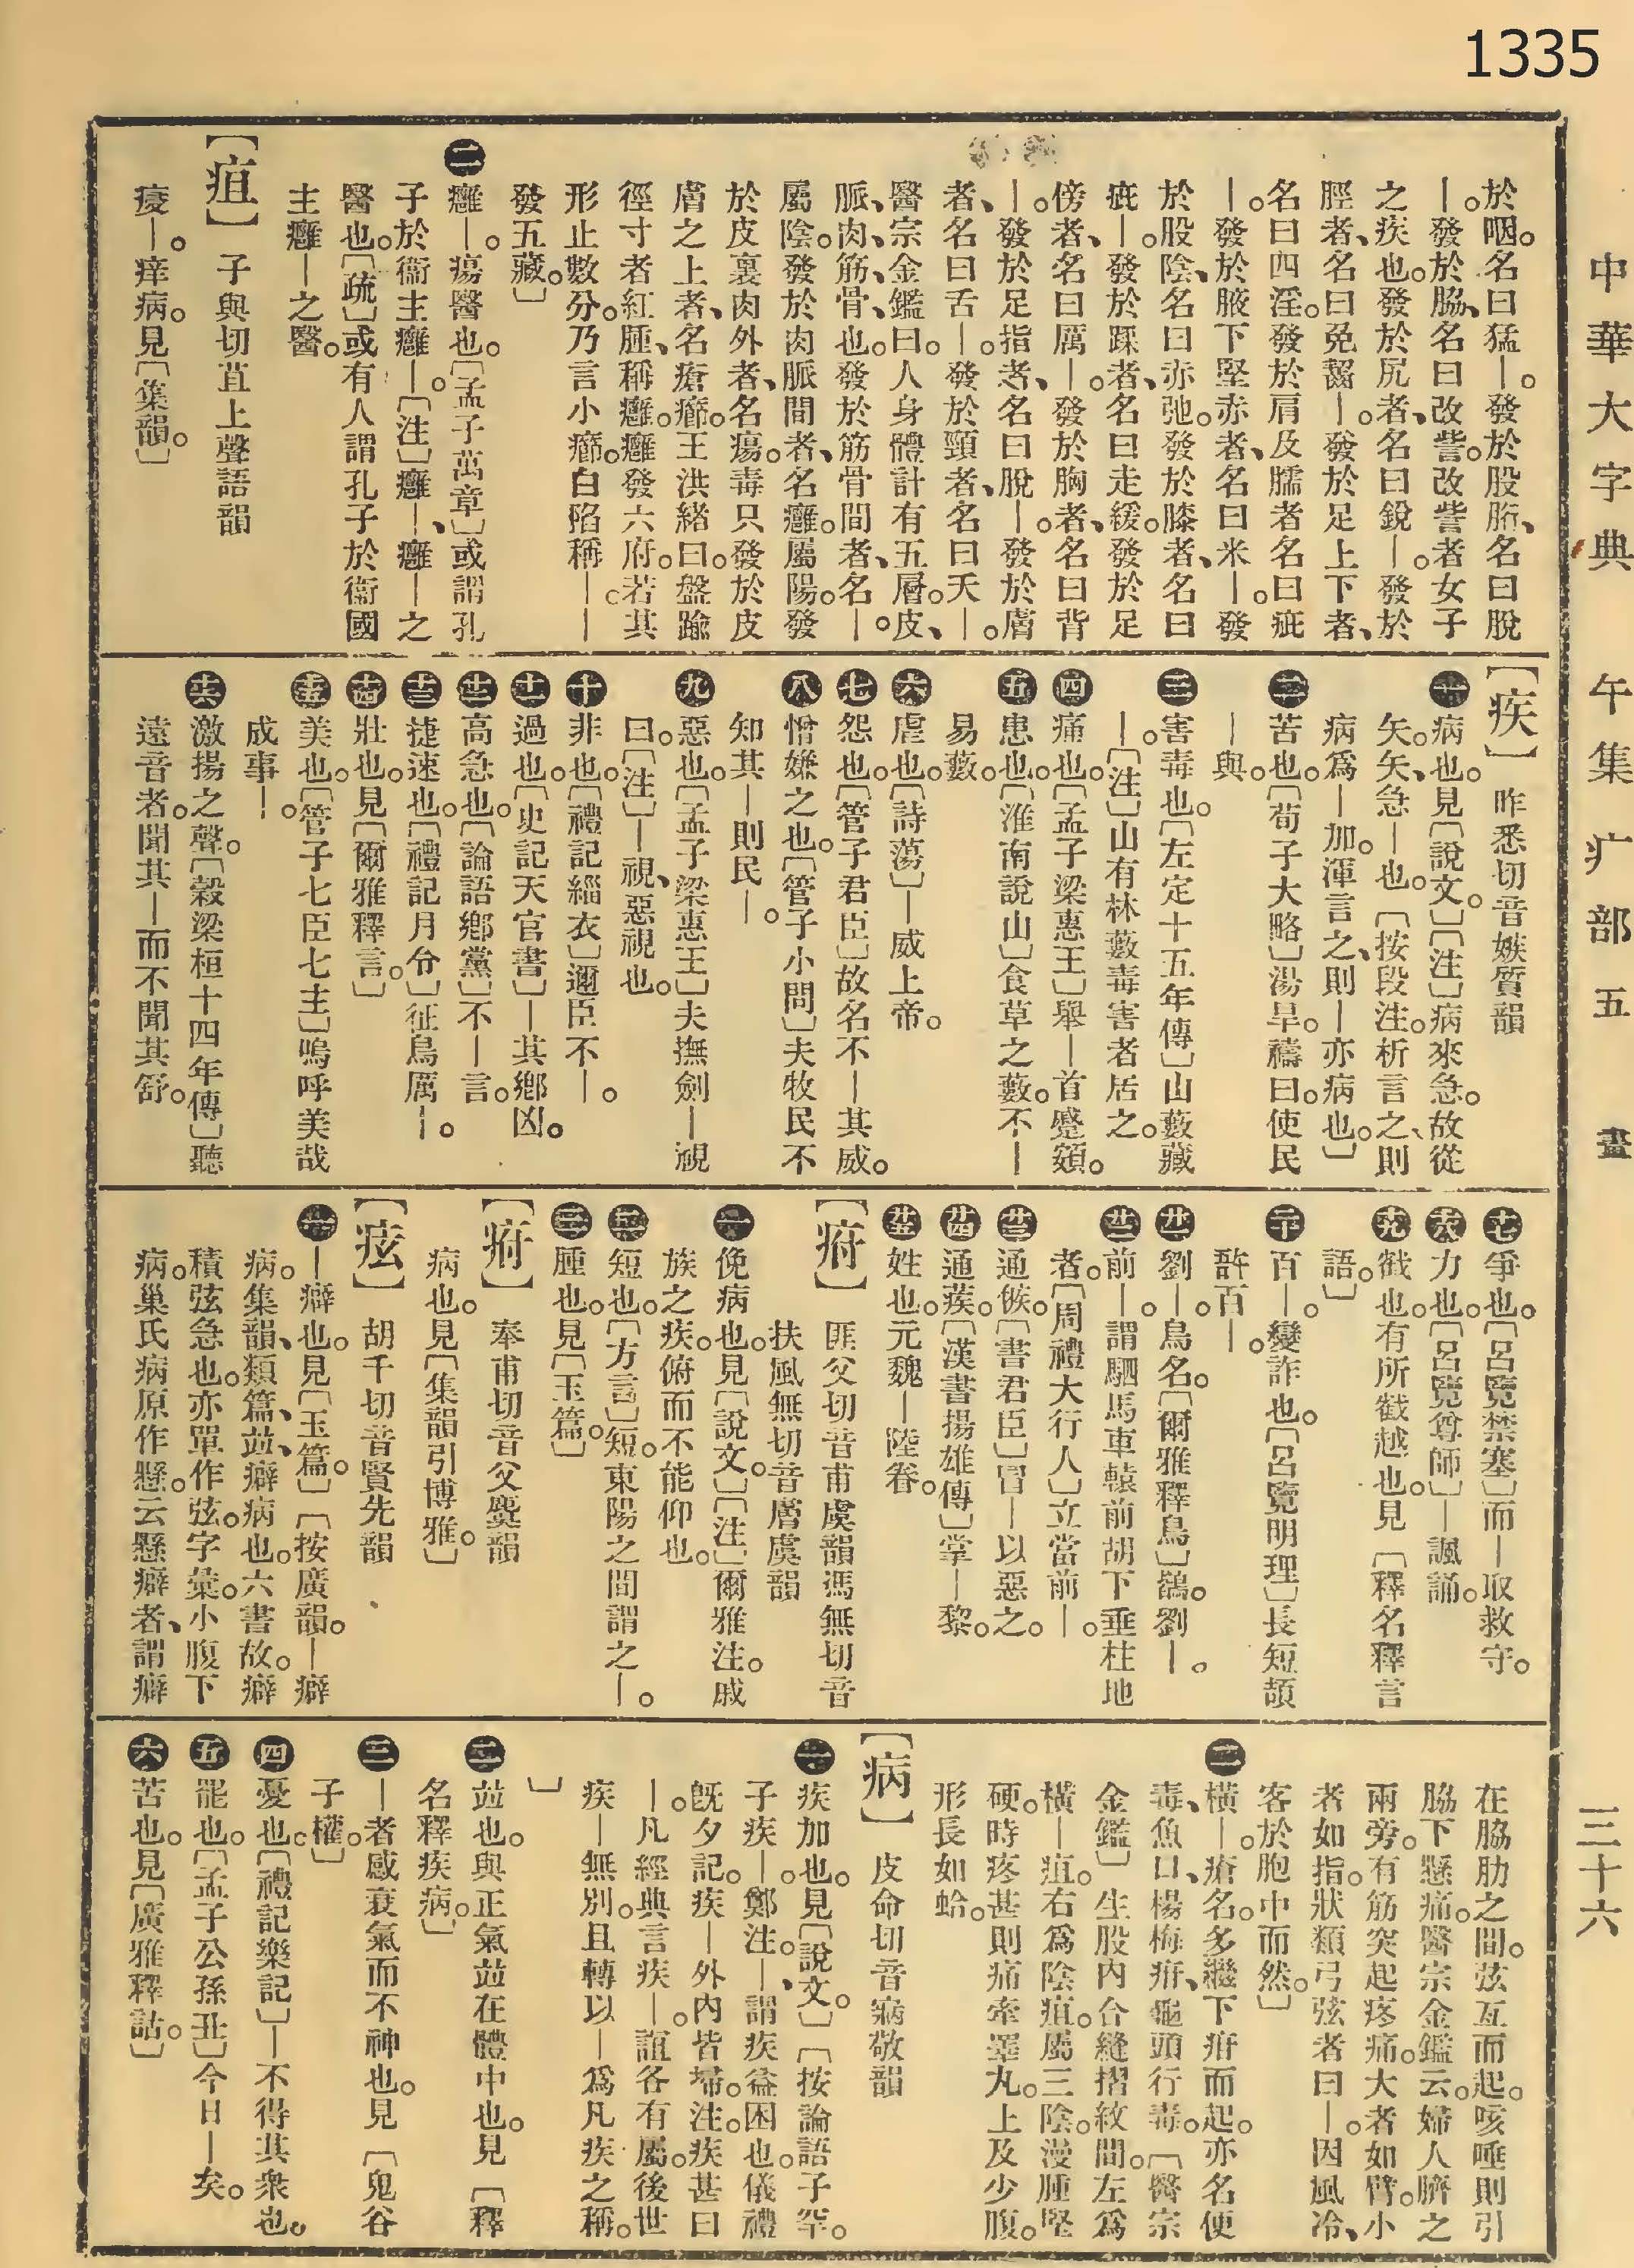 1335
中華大字典 午集 疒部 五畫 三十六
於咽。名曰猛｜。發於股胻、名曰脫
｜。發於脇、名曰改訾。改訾者女子
之疾也。發於尻者、名曰銳｜。發於
脛者、名曰兔齧｜。發於足上下者、
名曰四淫。發於肩及臑者名曰疵
｜。發於腋下堅赤者、名曰米｜。發
於股陰、名曰赤弛。發於膝者、名曰
疵｜。發於踝者、名曰走緩。發於足
傍者、名曰厲｜。發於胸者、名曰背
｜。發於足指者、名曰脫｜。發於膺
者、名曰舌｜。發於頸者、名曰夭｜。
醫宗金鑑曰。人身體計有五層。皮、
脈、肉、筋、骨、也。發於筋骨間者、名｜。
屬陰。發於肉脈間者、名癰。屬陽。發
於皮裏肉外者、名瘍。毒只發於皮
膚之上者、名瘡癤。王洪緒曰。盤踰
徑寸者紅腫、稱癰。癰發六府。若其
形止數分。乃言小癤。白陷稱｜｜
發五藏。〕
㊁癰｜。瘍醫也。〔孟子萬章〕或謂孔
子於衞主癰｜。〔注〕癰｜、癰｜之
醫也。〔疏〕或有人謂孔子於衞國
主癰｜之醫。
【疽】子與切苴上聲語韻
痠｜。痒病。見〔集韻。〕
【疾】昨悉切音嫉質韻
㊀病也。見〔說文。〕〔注〕病來急。故從
矢。矢、急｜也。〔按段注。析言之、則
病爲｜加。渾言之、則｜亦病也。〕
㊁苦也。〔荀子大略〕湯旱。禱曰。使民
｜與。
㊂害毒也。〔左定十五年傳〕山藪藏
｜。〔注〕山有林藪毒害者居之。
㊃痛也。〔孟子梁惠王〕舉｜首蹙頞。
㊄患也。〔淮南說山〕食草之獸。不｜
易藪。
㊅虐也。〔詩蕩〕｜威上帝。
㊆怨也。〔管子君臣〕故名不｜其威。
㊇憎嫌之也。〔管子小問〕夫牧民不
知其｜則民｜。
㊈惡也。〔孟子梁惠王〕夫撫劍｜視
曰。〔注〕｜視、惡視也。
㊉非也。〔禮記緇衣〕邇臣不｜。
十一過也。〔史記天官書〕｜其鄉凶。
十二高急也。〔論語鄉黨〕不｜言。
十三捷速也。〔禮記月令〕征鳥厲｜。
十四壯也。見〔爾雅釋言。〕
十五美也。〔管子七臣七主〕嗚呼美哉
成事｜。
十六激揚之聲。〔榖梁桓十四年傳〕聽
遠音者。聞其｜而不聞其舒。
十七爭也。〔呂覽禁塞〕而｜取救守。
十八力也。〔呂覽尊師〕｜諷誦。
十九截也。有所截越也。見〔釋名釋言
語。〕
二十百｜。變詐也。〔呂覽明理〕長短頡
𧩯百｜。
廿一劉｜。鳥名。〔爾雅釋鳥〕鶹。劉｜。
廿二前｜。謂駟馬車轅前胡下垂柱地
者。〔周禮大行人〕立當前｜。
廿三通㑵。〔書君臣〕冒｜以惡之。
廿四通蒺。〔漢書揚雄傳〕掌｜黎。
廿五姓也。元魏｜陸眷。
【府】匪父切音甫虞韻馮無切音
扶風無切音膚虞韻
㊀俛病也。見〔說文。〕〔注〕爾雅注。戚
族之疾。俯而不能仰也。
㊁短也。〔方言〕短。東陽之間謂之｜。
㊂腫也。見〔玉篇。〕
【㾈】奉甫切音父麌韻
病也。見〔集韻引博雅。〕
【痃】胡千切音賢先韻
㊀｜癖也。見〔玉篇。〕〔按廣韻。｜癖
病。集韻、類篇、竝、癖病也。六書故。癖
積弦急也。亦單作弦。字彙。小腹下
病。巢氏病原作懸。云懸癖者、謂癖
在脇肋之間。弦亙而起。咳唾則引
脇下懸痛。醫宗金鑑云。婦人臍之
兩旁。有筋突起疼痛。大者如臂。小
者如指。狀類弓弦者曰｜。因風冷、
客於胞中而然。〕
㊁橫｜。瘡名。多繼下疳而起。亦名便
毒、魚口、楊梅疳、龜頭行毒。〔醫宗
金鑑〕生股內合縫摺紋間。左爲
橫｜疽。右爲陰疽。屬三陰。漫腫堅
硬。時疼甚則痛牽睪丸。上及少腹。
形長如蛤。
【病】皮命切音㾱敬韻
㊀疾加也。見〔說文。〕〔按論語子罕。
子疾｜。鄭注。｜、謂疾益困也。儀禮
旣夕記。疾｜外內皆埽。注。疾甚曰
｜。凡經典言疾｜。誼各有屬。後世
疾｜無別。且轉以｜爲凡疾之稱。
〕
㊁竝也。與正氣竝在體中也。見〔釋
名釋疾病。〕
㊂｜者感衰氣而不神也。見〔鬼谷
子權。〕
㊃憂也。〔禮記樂記〕｜不得其衆也。
㊄罷也。〔孟子公孫丑〕今日｜矣。
㊅苦也。見〔廣雅釋詁。〕